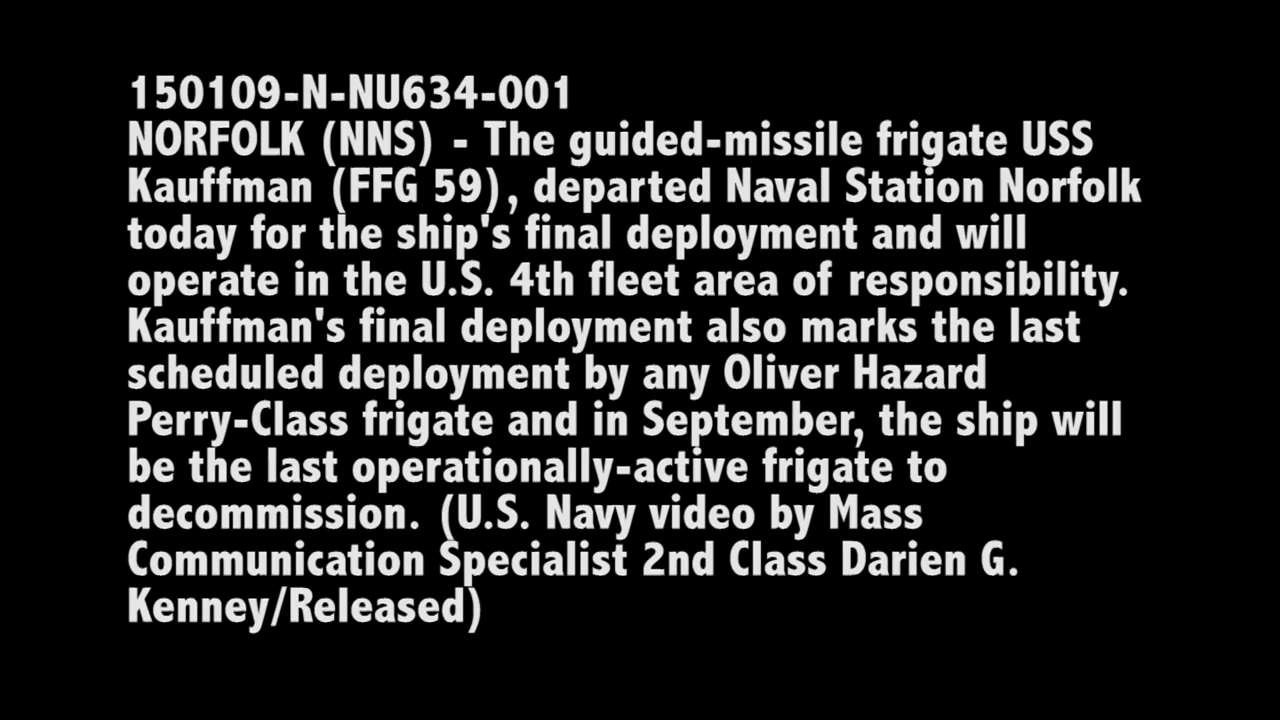 150109-N-NU634-001
NORFOLK (NNS) - The guided-missile frigate USS
Kauffman (FFG 59), departed Naval Station Norfolk
today for the ship's final deployment and will
operate in the U.S. 4th fleet area of responsibility.
Kauffman's final deployment also marks the last
scheduled deployment by any Oliver Hazard
Perry-Class frigate and in September, the ship will
be the last operationally-active frigate to
decommission. (U.S. Navy video by Mass
Communication Specialist 2nd Class Darien G.
Kenney/Released)